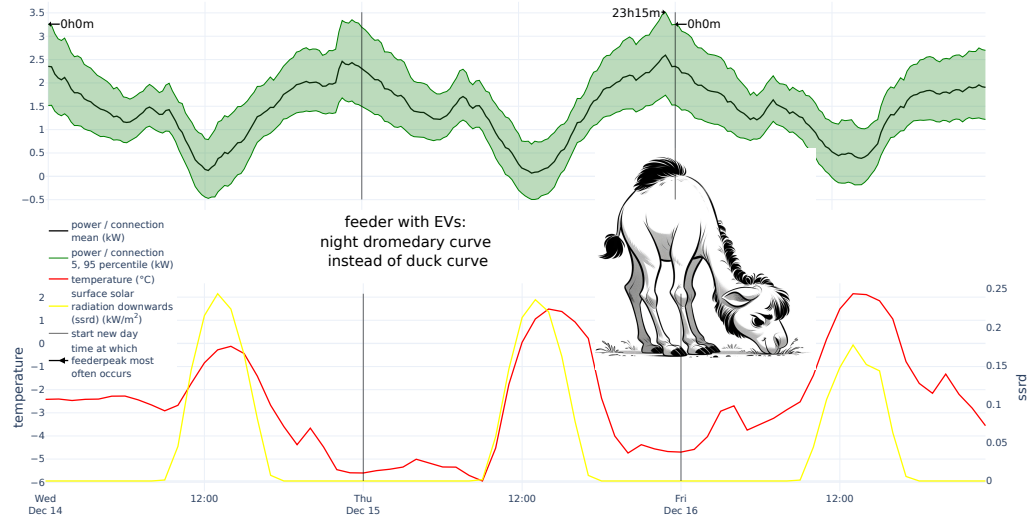 3.5
3
2.5
2
1.5
1
0.5
0
−0.5
0h0m
23h15m
0h0m
feeder with EVs:
night dromedary curve
instead of duck curve
power / connection
mean (kW)
power / connection
5, 95 percentile (kW)
temperature (°C)
surface solar
radiation downwards
(ssrd) (kW/m²)
start new day
time at which
feederpeak most
often occurs
temperature
2
1
0
−1
−2
−3
−4
−5
−6
0.25
0.2
0.15
0.1
0.05
0
ssrd
Wed
Dec 14
12:00
Thu
Dec 15
12:00
Fri
Dec 16
12:00